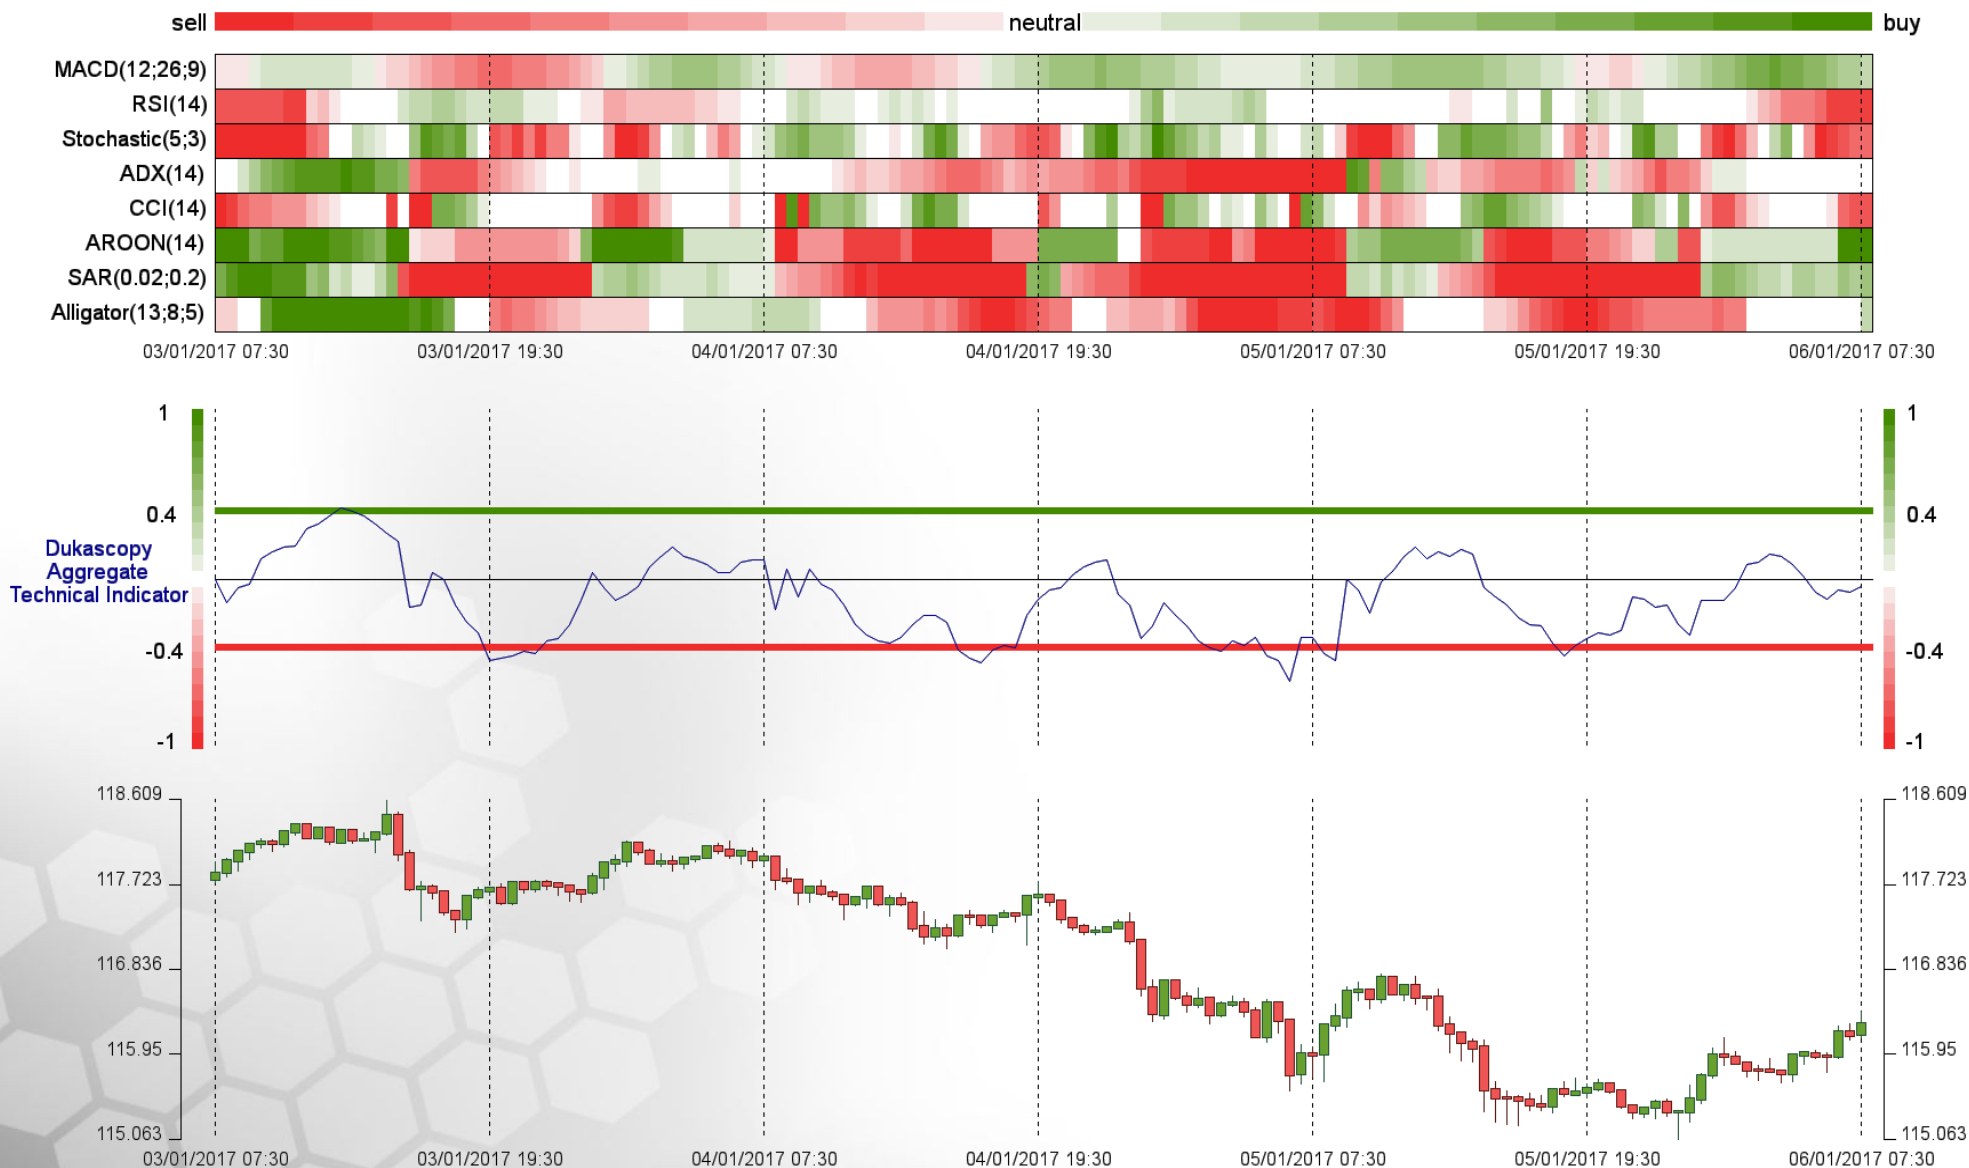 sell neutral buy
MACD(12;26;9)
RSI(14)
Stochastic(5;3)
ADX(14)
CCI(14)
AROON(14)
SAR(0.02;0.2)
Alligator(13;8;5)
03/01/2017 07:30 03/01/2017 19:30 04/01/2017 07:30 04/01/2017 19:30 05/01/2017 07:30 05/01/2017 19:30 06/01/2017 07:30
1 1
0.4 0.4
Dukascopy
Aggregate
Technical Indicator
-0.4 -0.4
-1 -1
118.609 118.609
117.723 117.723
116.836 116.836
115.95 115.95
115.063 115.063
03/01/2017 07:30 03/01/2017 19:30 04/01/2017 07:30 04/01/2017 19:30 05/01/2017 07:30 05/01/2017 19:30 06/01/2017 07:30